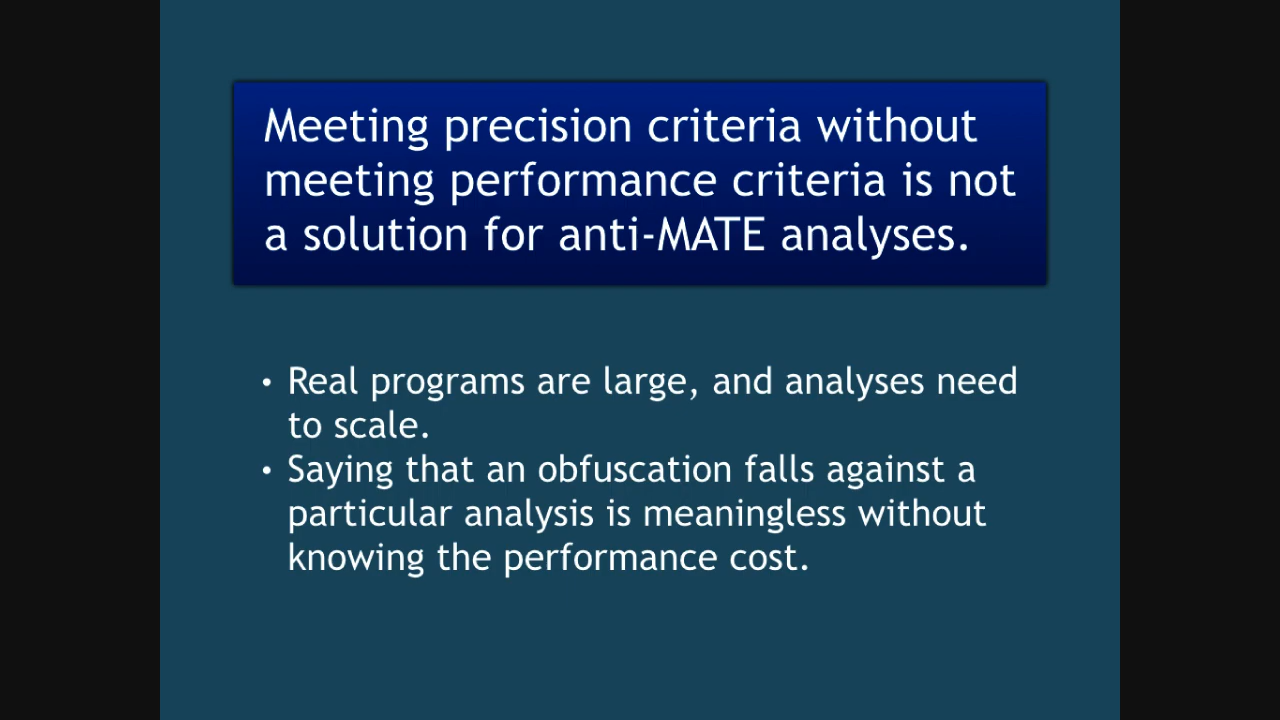 Meeting precision criteria without
meeting performance criteria is not
a solution for anti-MATE analyses.
• Real programs are large, and analyses need
to scale.
• Saying that an obfuscation falls against a
particular analysis is meaningless without
knowing the performance cost.